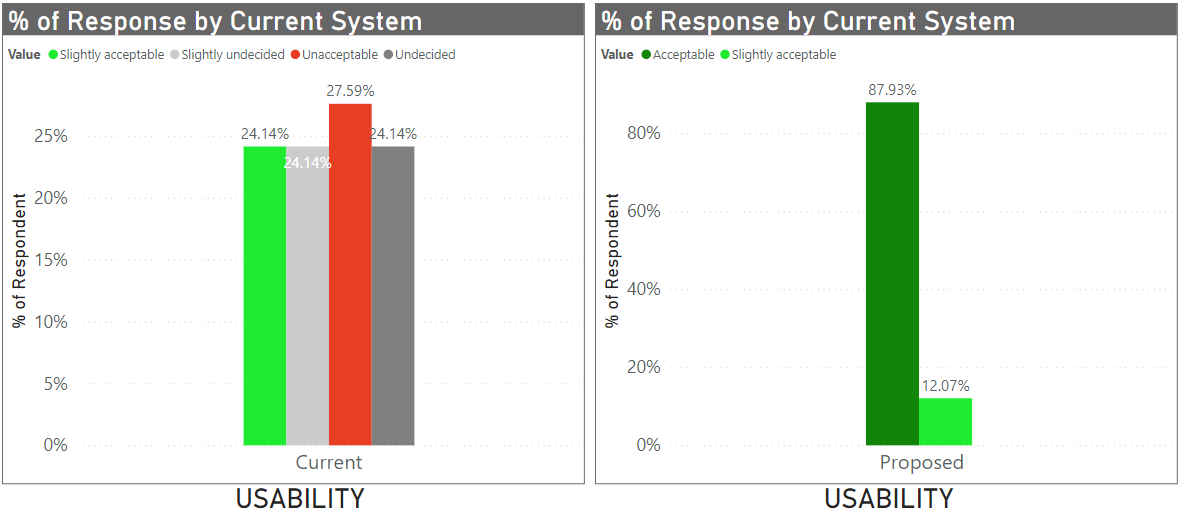 % of Response by Current System
Value Slightly acceptable Slightly undecided Unacceptable Undecided
27.59%
24.14% 24.14%
24.14%
25%
20%
15%
10%
5%
0%
% of Respondent
Current
USABILITY
% of Response by Current System
Value Acceptable Slightly acceptable
87.93%
80%
60%
40%
20%
12.07%
0%
% of Respondent
Proposed
USABILITY